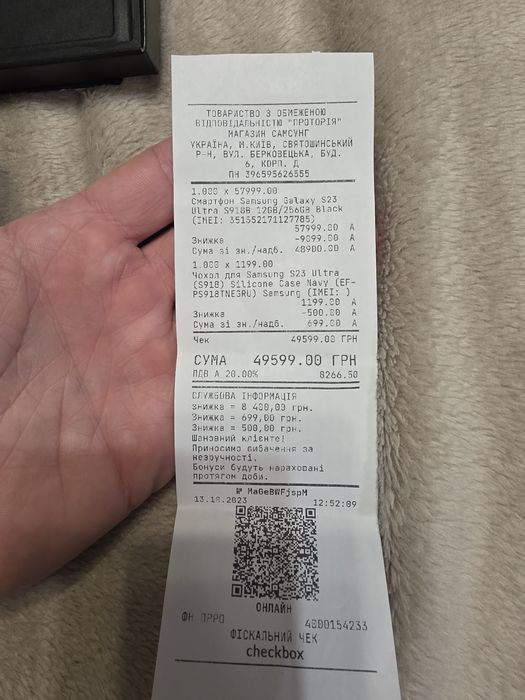 ТОВАРИСТВО З ОБМЕЖЕНОЮ
ВІДПОВІДАЛЬНІСТЮ "ПРОТОРІЯ"
МАГАЗИН САМСУНГ
УКРАЇНА, М.КИЇВ, СВЯТОШИНСЬКИЙ
Р-Н, ВУЛ. БЕРКОВЕЦЬКА, БУД.
6, КОРП. Д
ПН 396595626555
1.000 x 57999.00
Смартфон Samsung Galaxy S23
Ultra S918B 12GB/256GB Black
(IMEI: 351552171127785)
57999.00 А
Знижка -9099.00 А
Сума зі зн./надб. 48900.00 А
1.000 x 1199.00
Чохол для Samsung S23 Ultra
(S918) Silicone Case Navy (EF-
PS918TNEGRU) Samsung (IMEI: )
1199.00 А
Знижка -500.00 А
Сума зі зн./надб. 699.00 А
Чек 49599.00 ГРН
СУМА 49599.00 ГРН
ПДВ А 20.00% 8266.50
СЛУЖБОВА ІНФОРМАЦІЯ
Знижка = 8 400,00 грн.
Знижка = 699,00 грн.
Знижка = 500,00 грн.
Шановний клієнте!
Приносимо вибачення за
незручності.
Бонуси будуть нараховані
протягом доби.
№ MaGeBWFjspM
13.10.2023 12:52:09
ОНЛАЙН
ФН ПРРО 4000154233
ФІСКАЛЬНИЙ ЧЕК
checkbox